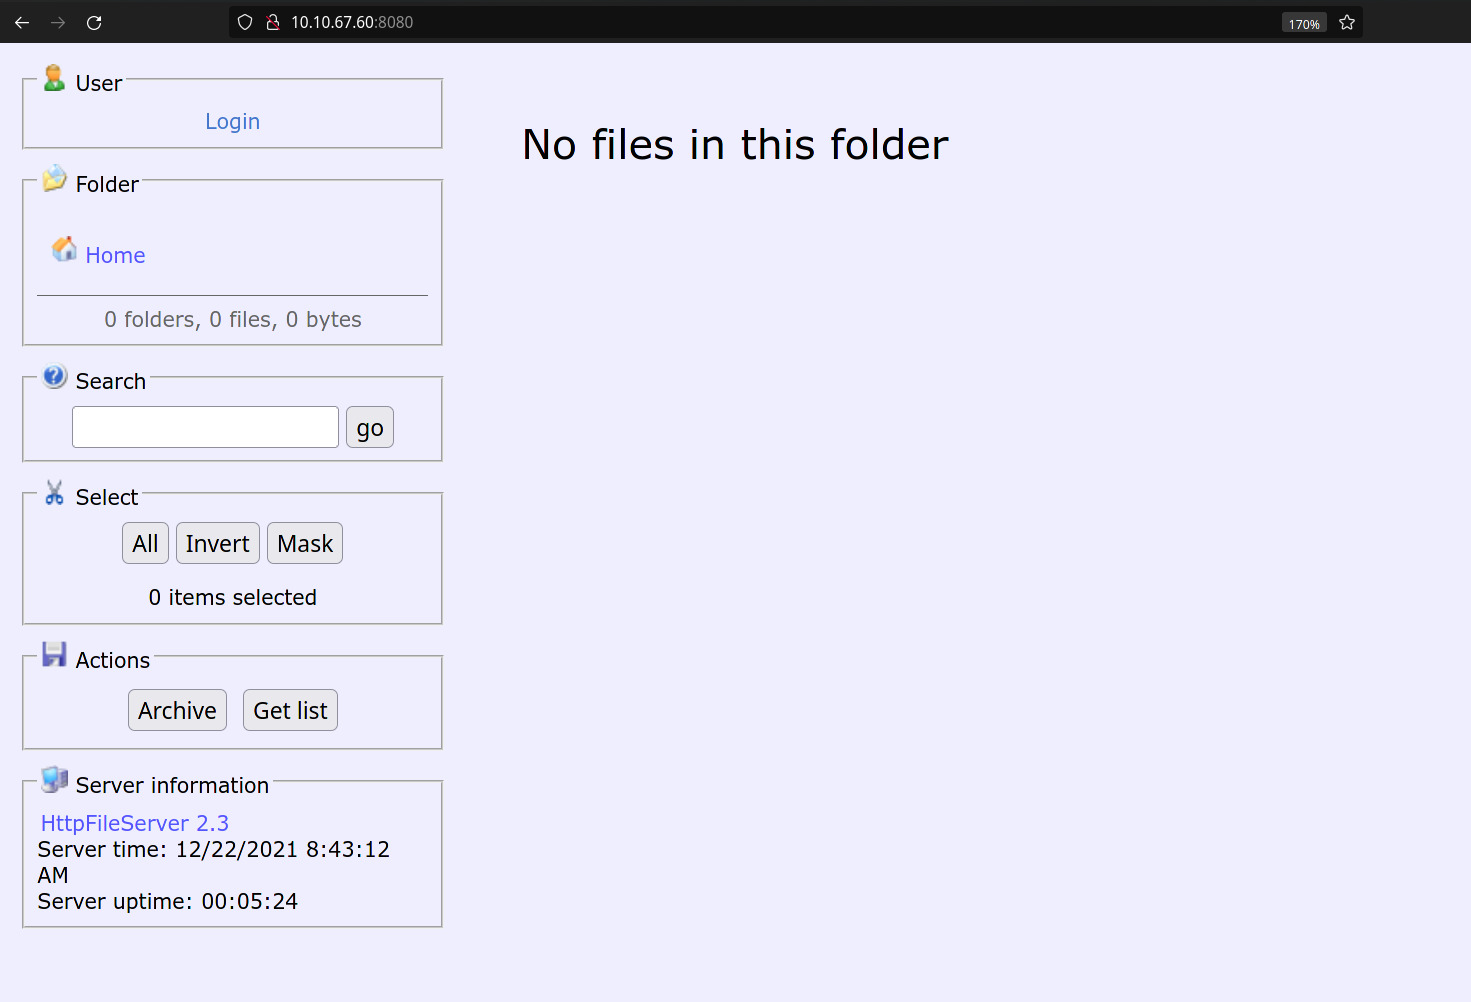 10.10.67.60:8080
170%
User
Login
Folder
Home
0 folders, 0 files, 0 bytes
Search
go
Select
All Invert Mask
0 items selected
Actions
Archive Get list
Server information
HttpFileServer 2.3
Server time: 12/22/2021 8:43:12
AM
Server uptime: 00:05:24
No files in this folder